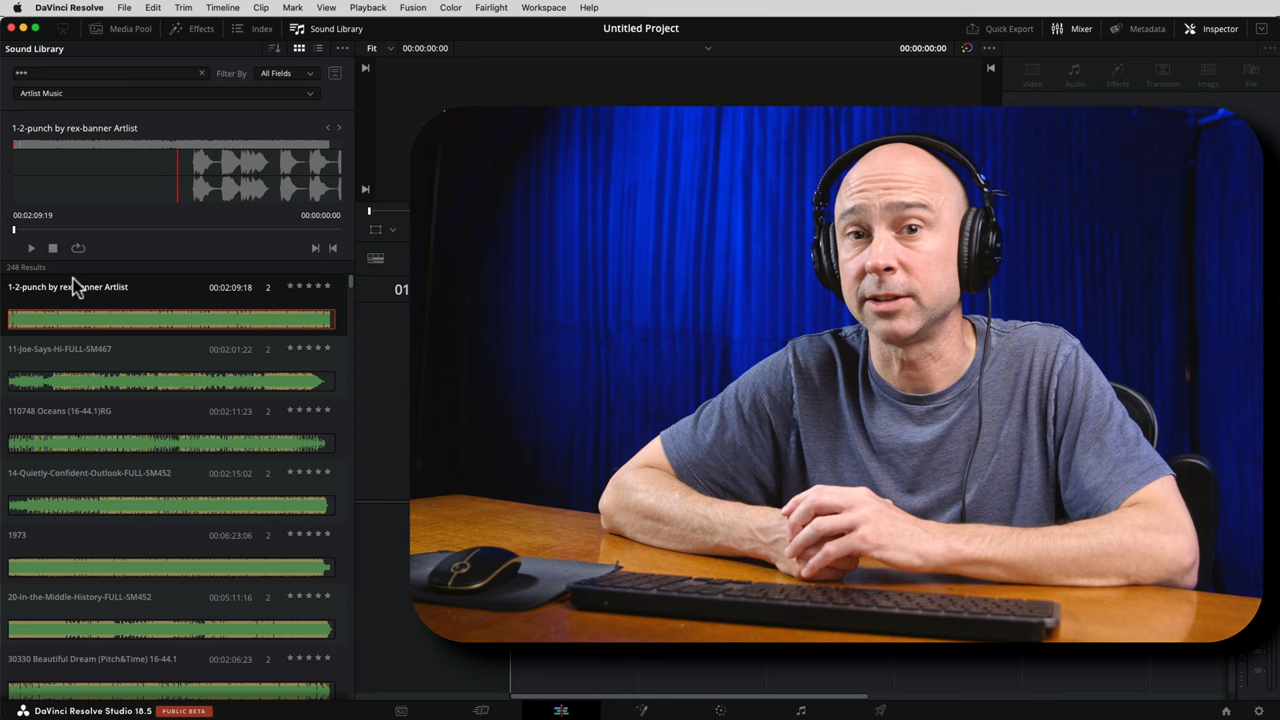 DaVinci Resolve File Edit Trim Timeline Clip Mark View Playback Fusion Color Fairlight Workspace Help
Media Pool Effects Index Sound Library Untitled Project Quick Export Mixer Metadata Inspector
Sound Library Fit 00:00:00:00 00:00:00:00
*** Filter By All Fields
Video Audio Effects Transition Image File
Artlist Music
1-2-punch by rex-banner Artlist
00:02:09:19 00:00:00:00
248 Results
1-2-punch by rex-banner Artlist 00:02:09:18 2
01
11-Joe-Says-Hi-FULL-SM467 00:02:01:22 2
110748 Oceans (16-44.1)RG 00:02:11:23 2
14-Quietly-Confident-Outlook-FULL-SM452 00:02:15:02 2
1973 00:06:23:06 2
20-In-the-Middle-History-FULL-SM452 00:05:11:16 2
30330 Beautiful Dream (Pitch&Time) 16-44.1 00:02:06:23 2
-50
DaVinci Resolve Studio 18.5 PUBLIC BETA